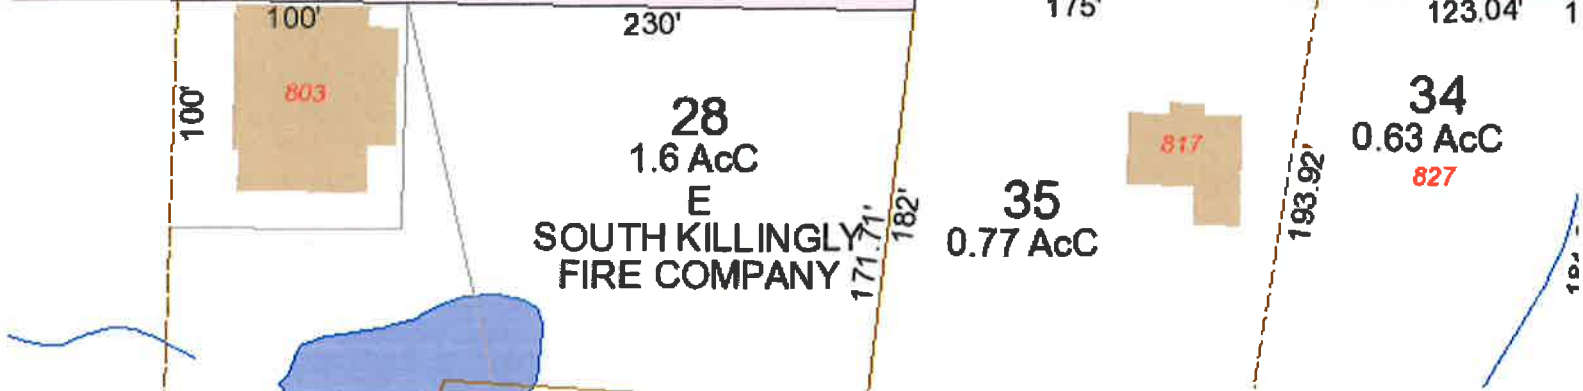 100'
230'
175'
123.04'
1
803
100'
28
1.6 AcC
E
SOUTH KILLINGLY
FIRE COMPANY
171.71'
182'
35
0.77 AcC
817
193.92'
34
0.63 AcC
827